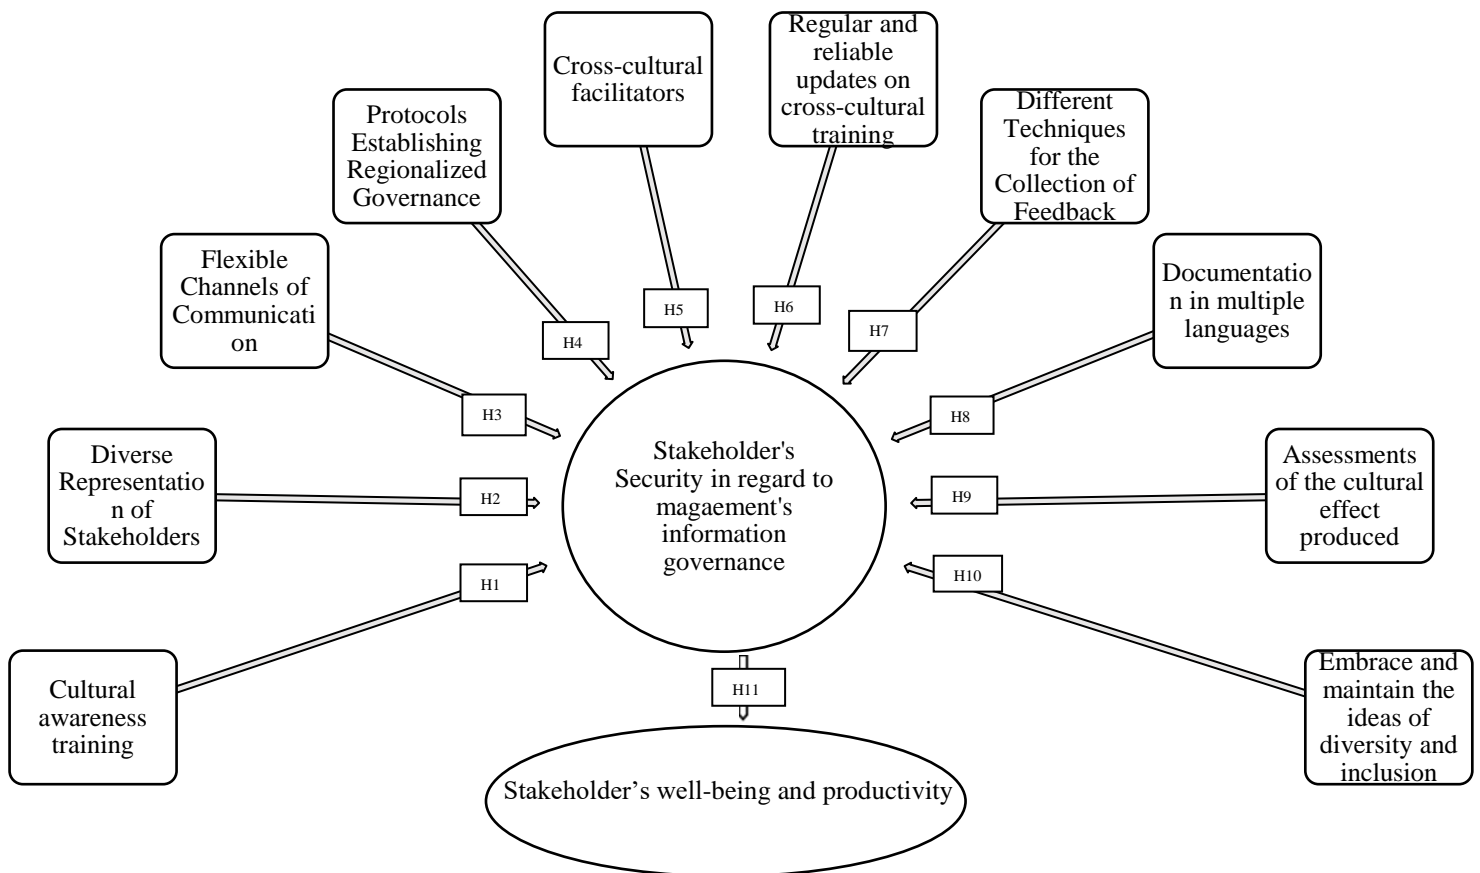 Cross-cultural
facilitators
Regular and
reliable
updates on
cross-cultural
training
Protocols
Establishing
Regionalized
Governance
Different
Techniques
for the
Collection of
Feedback
Flexible
Channels of
Communicati
on
Documentatio
n in multiple
languages
H5
H6
H4
H7
H3
H8
Diverse
Representatio
n of
Stakeholders
H2
Stakeholder's
Security in regard to
magaement's
information
governance
H9
Assessments
of the cultural
effect
produced
H1
H10
Cultural
awareness
training
H11
Embrace and
maintain the
ideas of
diversity and
inclusion
Stakeholder’s well-being and productivity